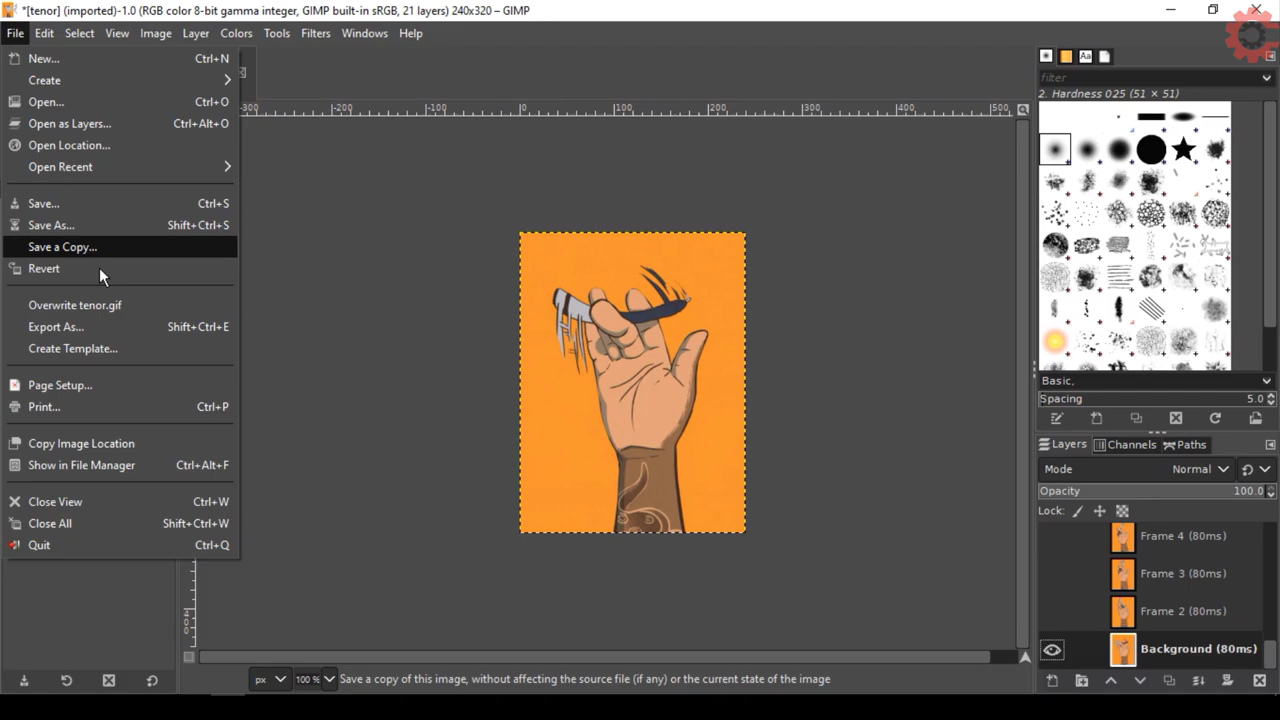 *[tenor] (imported)-1.0 (RGB color 8-bit gamma integer, GIMP built-in sRGB, 21 layers) 240x320 – GIMP
File Edit Select View Image Layer Colors Tools Filters Windows Help
New... Ctrl+N
Create
Open... Ctrl+O
Open as Layers... Ctrl+Alt+O
Open Location...
Open Recent
Save... Ctrl+S
Save As... Shift+Ctrl+S
Save a Copy...
Revert
Overwrite tenor.gif
Export As... Shift+Ctrl+E
Create Template...
Page Setup...
Print... Ctrl+P
Copy Image Location
Show in File Manager Ctrl+Alt+F
Close View Ctrl+W
Close All Shift+Ctrl+W
Quit Ctrl+Q
-300 -200 -100 0 100 200 300 400 500
400
px 100 % Save a copy of this image, without affecting the source file (if any) or the current state of the image
Aa
filter
2. Hardness 025 (51 × 51)
Basic,
Spacing 5.0
Layers Channels Paths
Mode Normal
Opacity 100.0
Lock:
Frame 4 (80ms)
Frame 3 (80ms)
Frame 2 (80ms)
Background (80ms)